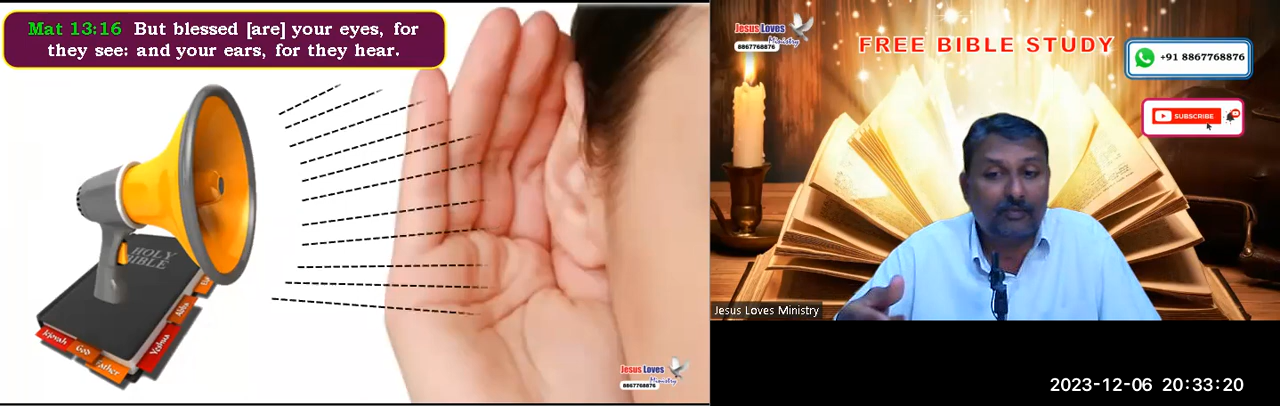 Mat 13:16 But blessed [are] your eyes, for
they see: and your ears, for they hear.
HOLY
BIBLE
Yeshua
Jesus Loves
Ministry
8867768876
Jesus Loves
Ministry
8867768876
FREE BIBLE STUDY
+91 8867768876
SUBSCRIBE
Jesus Loves Ministry
2023-12-06 20:33:20